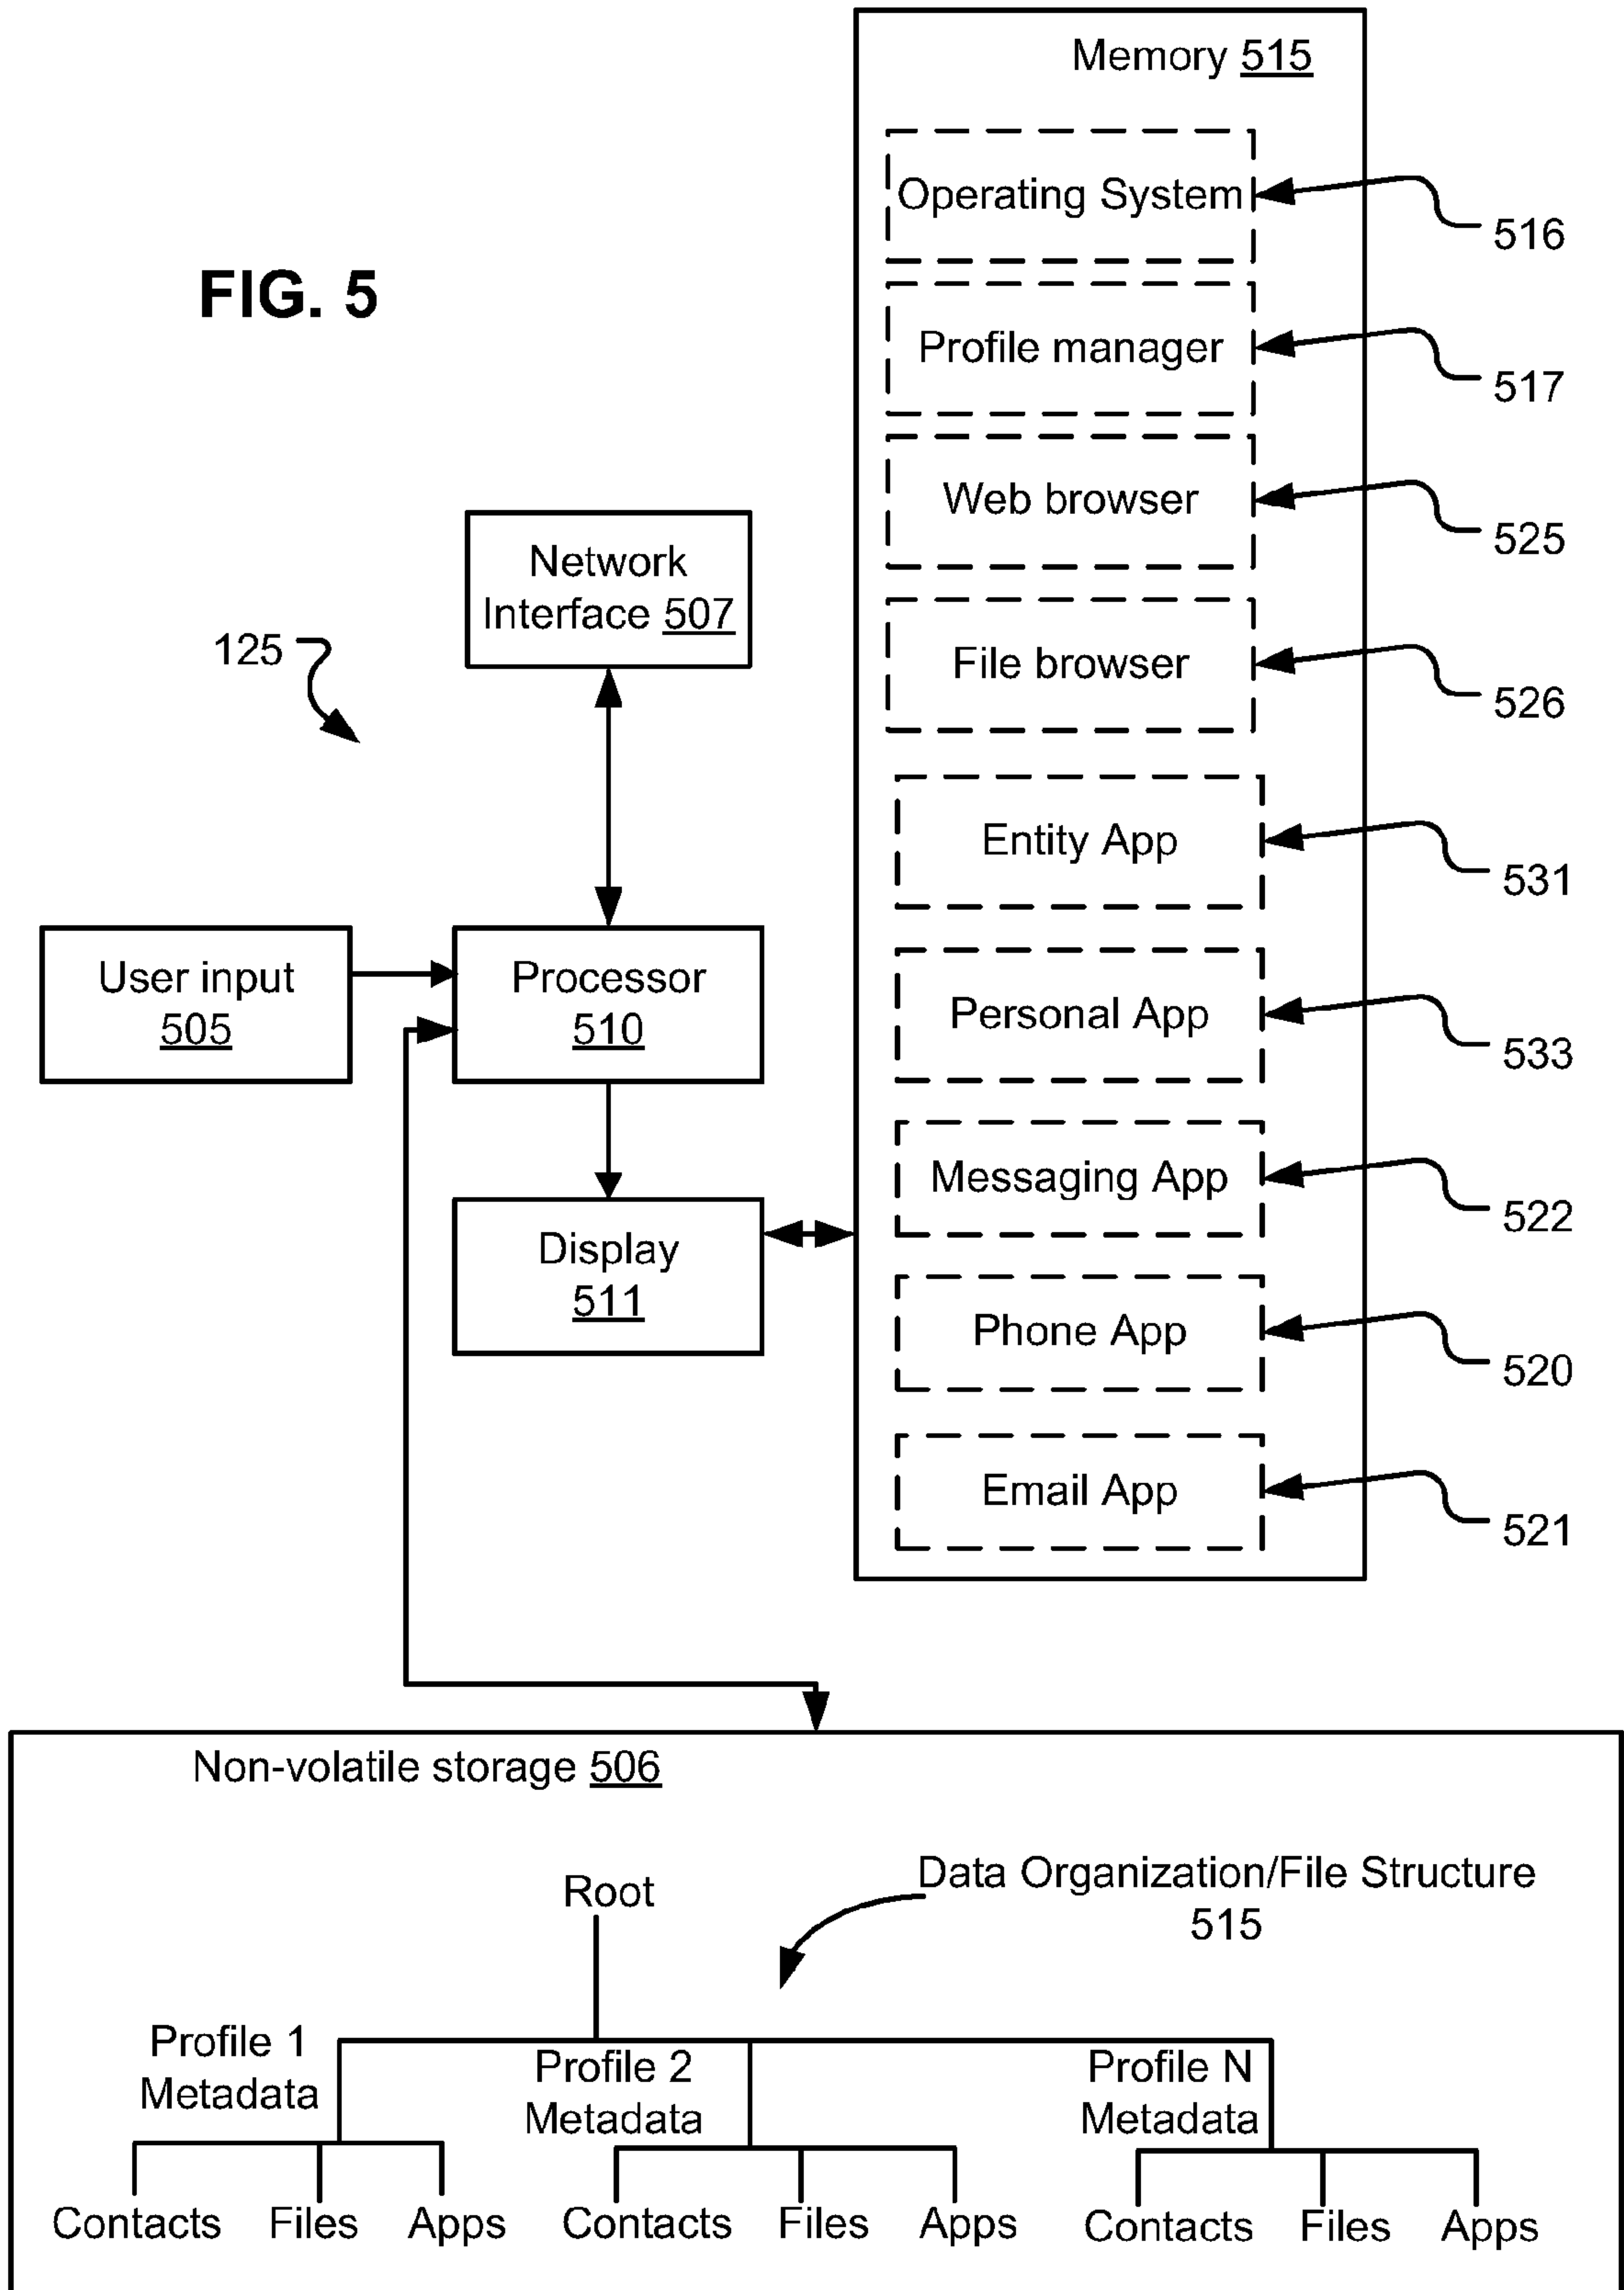 Memory 515
Operating System
516
FIG. 5
Profile manager
517
Web browser
525
Network
Interface 507
File browser
526
125
Entity App
531
User input
505
Processor
510
Personal App
533
Messaging App
522
Display
511
Phone App
520
Email App
521
Non-volatile storage 506
Root
Data Organization/File Structure
515
Profile 1
Metadata
Profile 2
Metadata
Profile N
Metadata
Contacts Files Apps
Contacts Files Apps
Contacts Files Apps